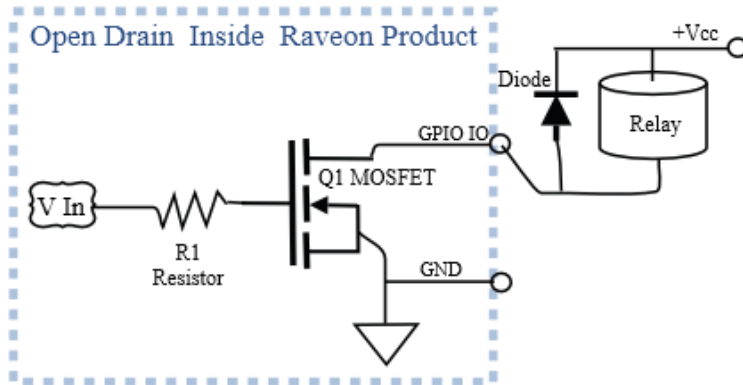 Open Drain Inside Raveon Product
+Vcc
Diode
Relay
GPIO IO
Q1 MOSFET
V In
R1
Resistor
GND